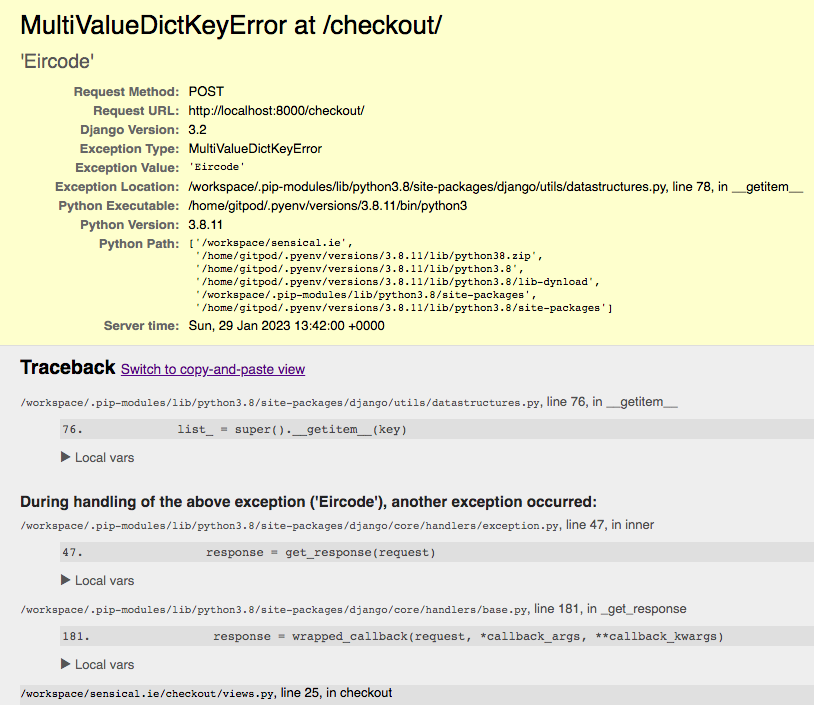 MultiValueDictKeyError at /checkout/
'Eircode'
Request Method: POST
Request URL: http://localhost:8000/checkout/
Django Version: 3.2
Exception Type: MultiValueDictKeyError
Exception Value: 'Eircode'
Exception Location: /workspace/.pip-modules/lib/python3.8/site-packages/django/utils/datastructures.py, line 78, in __getitem__
Python Executable: /home/gitpod/.pyenv/versions/3.8.11/bin/python3
Python Version: 3.8.11
Python Path: ['/workspace/sensical.ie',
'/home/gitpod/.pyenv/versions/3.8.11/lib/python38.zip',
'/home/gitpod/.pyenv/versions/3.8.11/lib/python3.8',
'/home/gitpod/.pyenv/versions/3.8.11/lib/python3.8/lib-dynload',
'/workspace/.pip-modules/lib/python3.8/site-packages',
'/home/gitpod/.pyenv/versions/3.8.11/lib/python3.8/site-packages']
Server time: Sun, 29 Jan 2023 13:42:00 +0000
Traceback Switch to copy-and-paste view
/workspace/.pip-modules/lib/python3.8/site-packages/django/utils/datastructures.py, line 76, in __getitem__
76. list_ = super().__getitem__(key)
▶ Local vars
During handling of the above exception ('Eircode'), another exception occurred:
/workspace/.pip-modules/lib/python3.8/site-packages/django/core/handlers/exception.py, line 47, in inner
47. response = get_response(request)
▶ Local vars
/workspace/.pip-modules/lib/python3.8/site-packages/django/core/handlers/base.py, line 181, in _get_response
181. response = wrapped_callback(request, *callback_args, **callback_kwargs)
▶ Local vars
/workspace/sensical.ie/checkout/views.py, line 25, in checkout